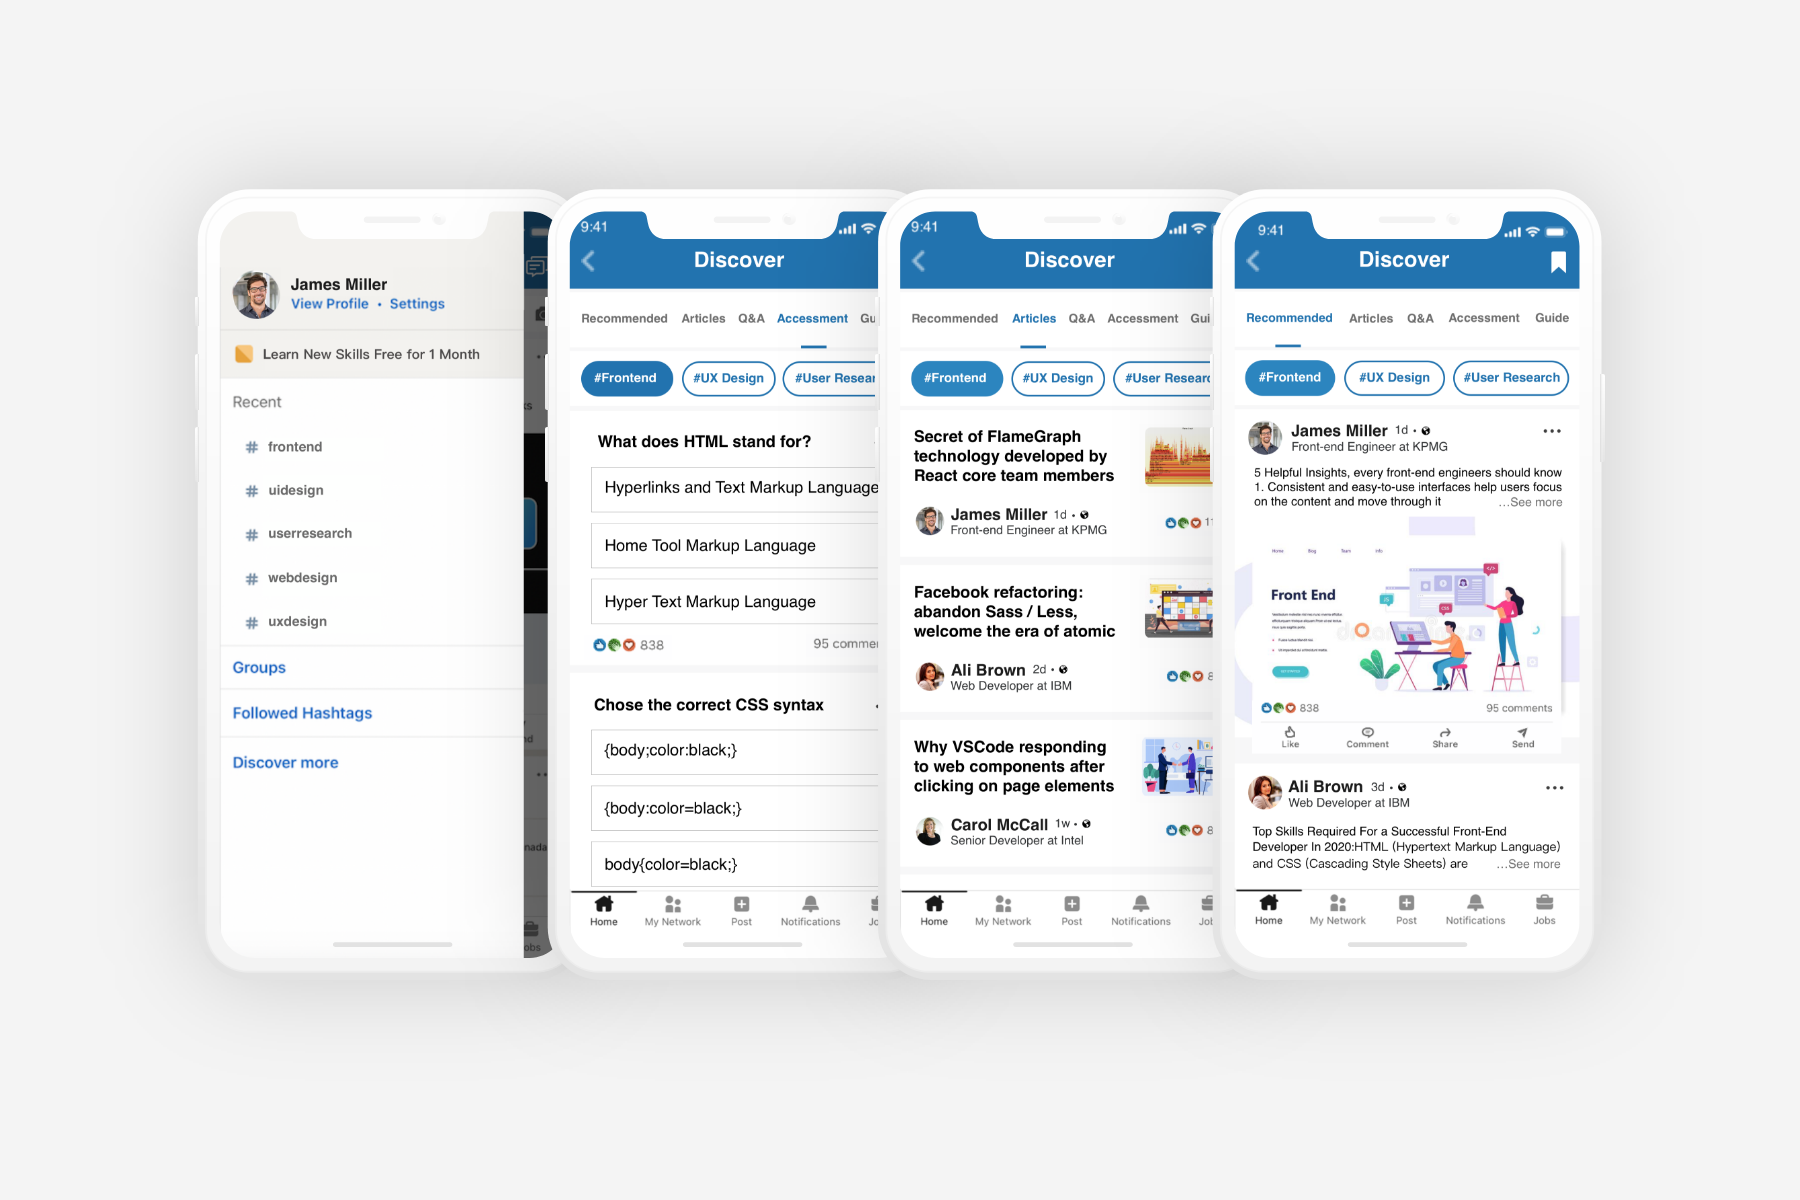 James Miller
View Profile • Settings
Learn New Skills Free for 1 Month
Recent
# frontend
# uidesign
# userresearch
# webdesign
# uxdesign
Groups
Followed Hashtags
Discover more
9:41
Discover
Recommended Articles Q&A Accessment Gu
#Frontend #UX Design #User Resear
What does HTML stand for?
Hyperlinks and Text Markup Language
Home Tool Markup Language
Hyper Text Markup Language
838 95 commer
Chose the correct CSS syntax
{body;color:black;}
{body:color=black;}
body{color=black;}
Home My Network Post Notifications Jo
9:41
Discover
Recommended Articles Q&A Accessment Gui
#Frontend #UX Design #User Researc
Secret of FlameGraph
technology developed by
React core team members
James Miller 1d •
Front-end Engineer at KPMG
11
Facebook refactoring:
abandon Sass / Less,
welcome the era of atomic
Ali Brown 2d •
Web Developer at IBM
8
Why VSCode responding
to web components after
clicking on page elements
Carol McCall 1w •
Senior Developer at Intel
8
Home My Network Post Notifications Job
9:41
Discover
Recommended Articles Q&A Accessment Guide
#Frontend #UX Design #User Research
James Miller 1d •
Front-end Engineer at KPMG
5 Helpful Insights, every front-end engineers should know
1. Consistent and easy-to-use interfaces help users focus
on the content and move through it ...See more
Home Blog Team Info
Front End
</>
CSS
838 95 comments
Like Comment Share Send
Ali Brown 3d •
Web Developer at IBM
Top Skills Required For a Successful Front-End
Developer In 2020:HTML (Hypertext Markup Language)
and CSS (Cascading Style Sheets) are ...See more
Home My Network Post Notifications Jobs